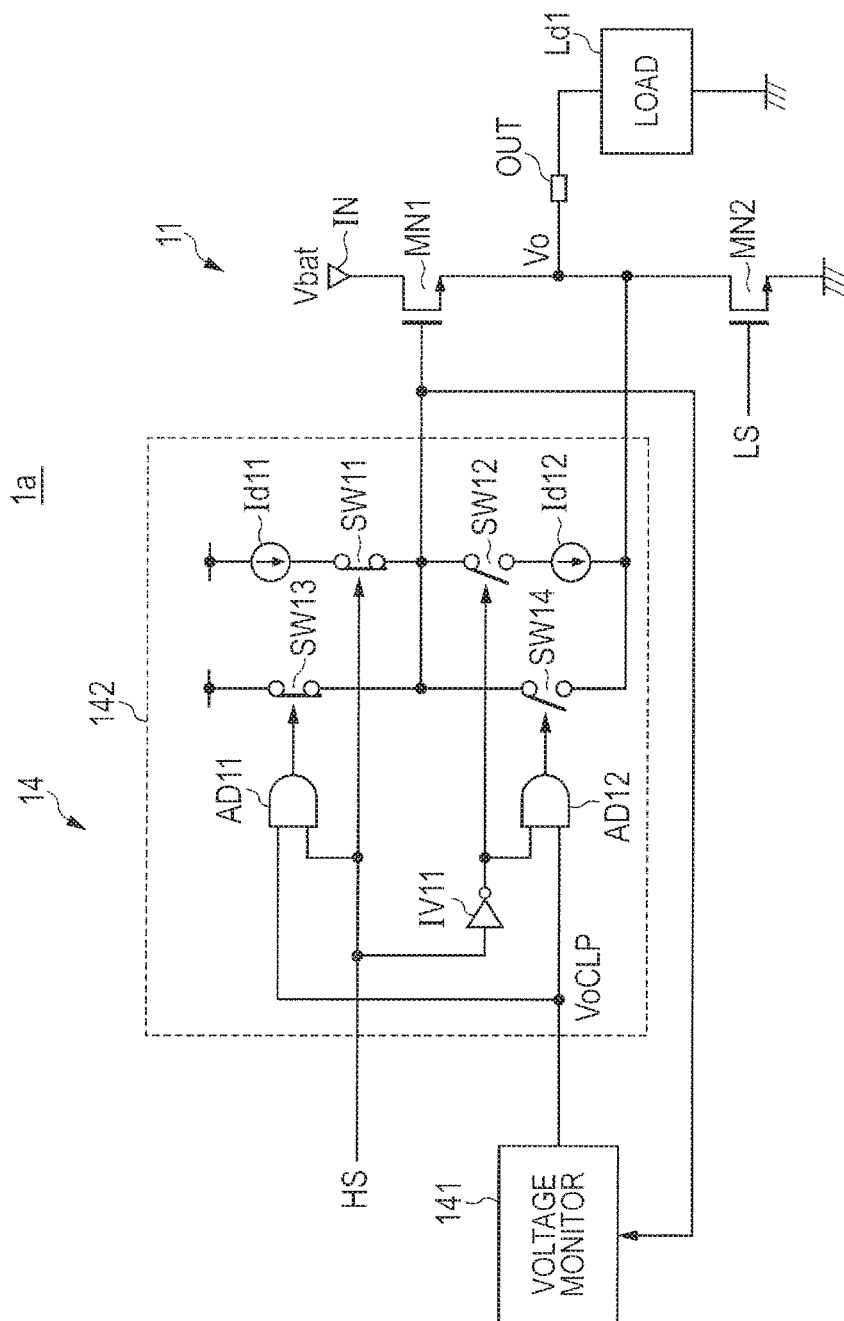 1a
14
142
11
Vbat
IN
MN1
Id11
SW11
SW13
AD11
HS
IV11
SW12
Id12
SW14
AD12
VoCLP
141
VOLTAGE
MONITOR
Vo
OUT
Ld1
LOAD
LS
MN2